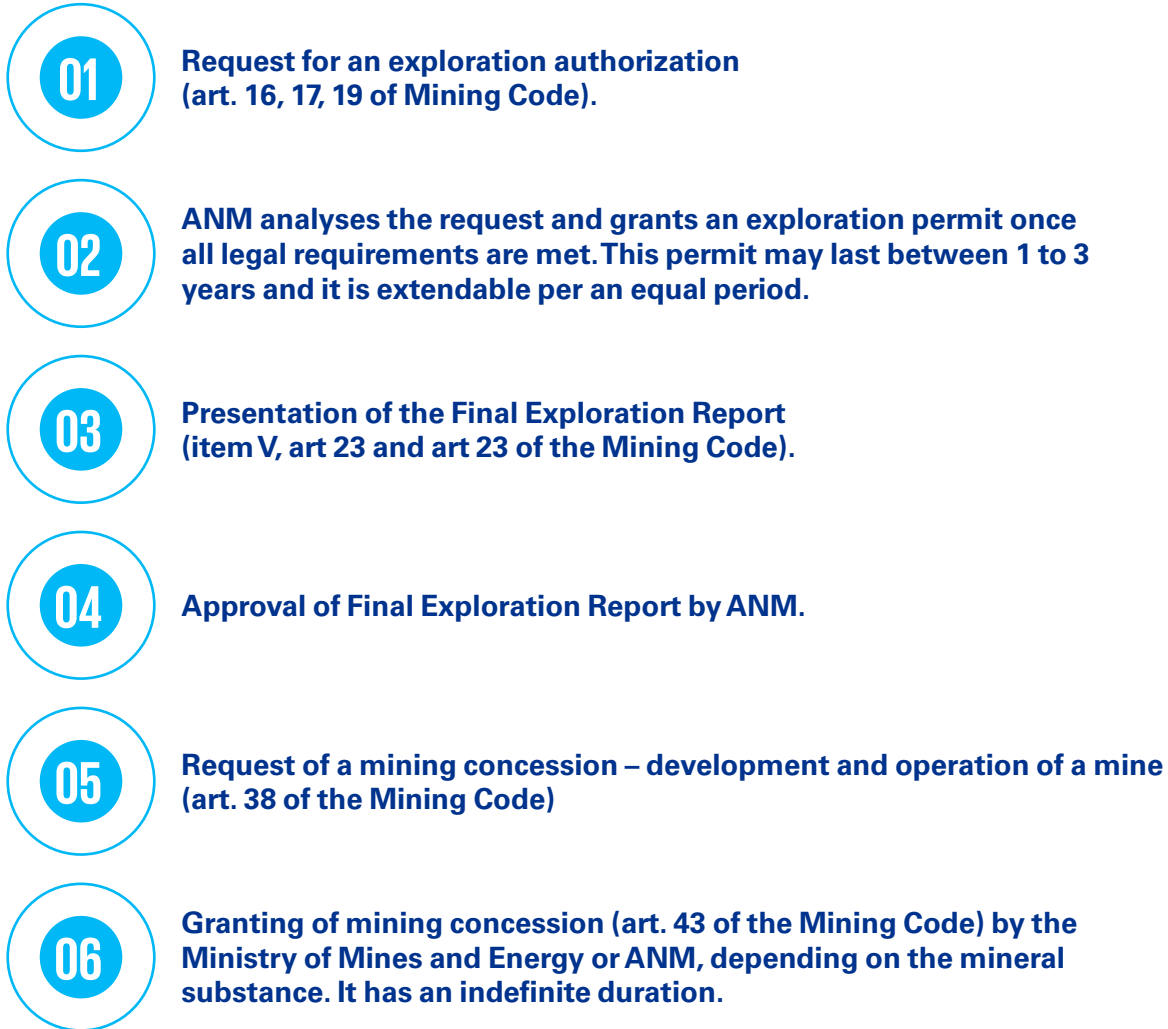 01
Request for an exploration authorization
(art. 16, 17, 19 of Mining Code).
02
ANM analyses the request and grants an exploration permit once
all legal requirements are met. This permit may last between 1 to 3
years and it is extendable per an equal period.
03
Presentation of the Final Exploration Report
(item V, art 23 and art 23 of the Mining Code).
04
Approval of Final Exploration Report by ANM.
05
Request of a mining concession – development and operation of a mine
(art. 38 of the Mining Code)
06
Granting of mining concession (art. 43 of the Mining Code) by the
Ministry of Mines and Energy or ANM, depending on the mineral
substance. It has an indefinite duration.